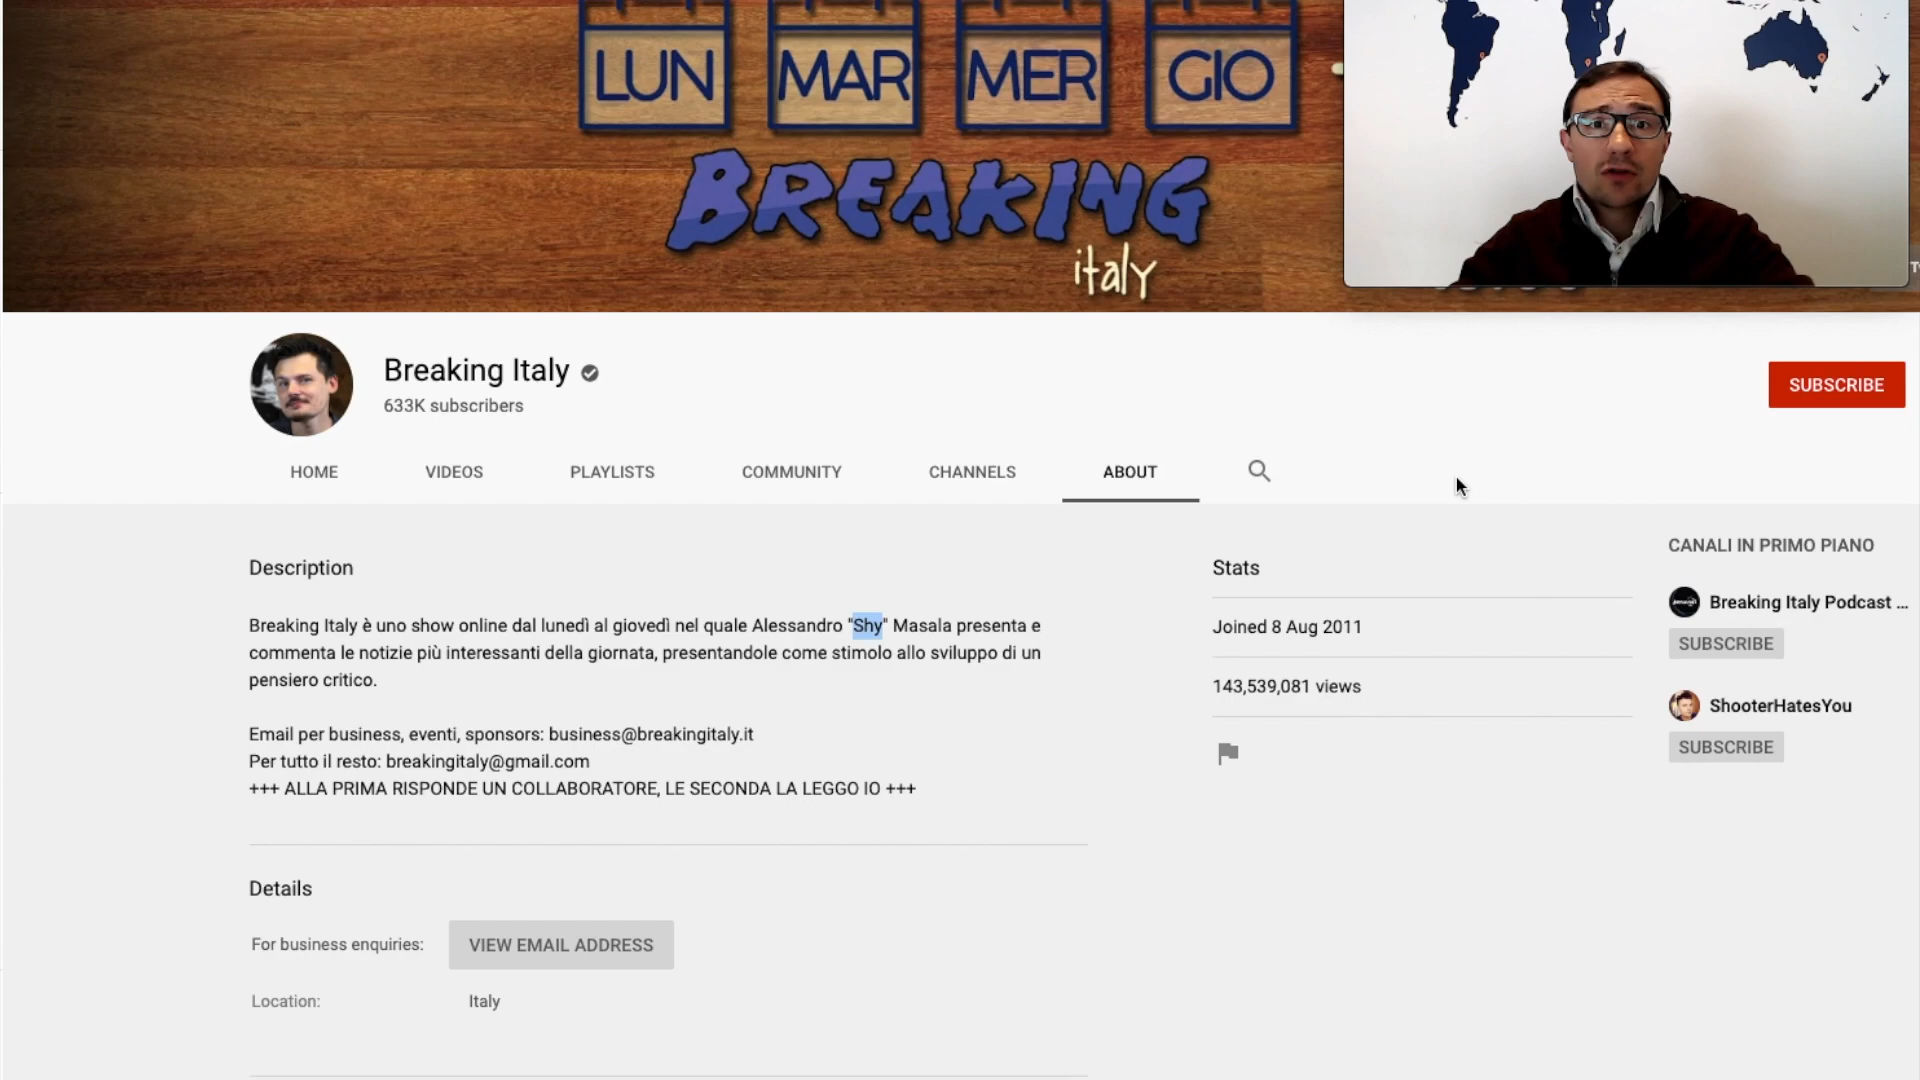 LUN MAR MER GIO
BREAKING
italy
Breaking Italy
633K subscribers
SUBSCRIBE
HOME VIDEOS PLAYLISTS COMMUNITY CHANNELS ABOUT
Description
Breaking Italy è uno show online dal lunedì al giovedì nel quale Alessandro "Shy" Masala presenta e
commenta le notizie più interessanti della giornata, presentandole come stimolo allo sviluppo di un
pensiero critico.
Email per business, eventi, sponsors: business@breakingitaly.it
Per tutto il resto: breakingitaly@gmail.com
+++ ALLA PRIMA RISPONDE UN COLLABORATORE, LE SECONDA LA LEGGO IO +++
Details
For business enquiries: VIEW EMAIL ADDRESS
Location: Italy
Stats
Joined 8 Aug 2011
143,539,081 views
CANALI IN PRIMO PIANO
Breaking Italy Podcast ...
SUBSCRIBE
ShooterHatesYou
SUBSCRIBE